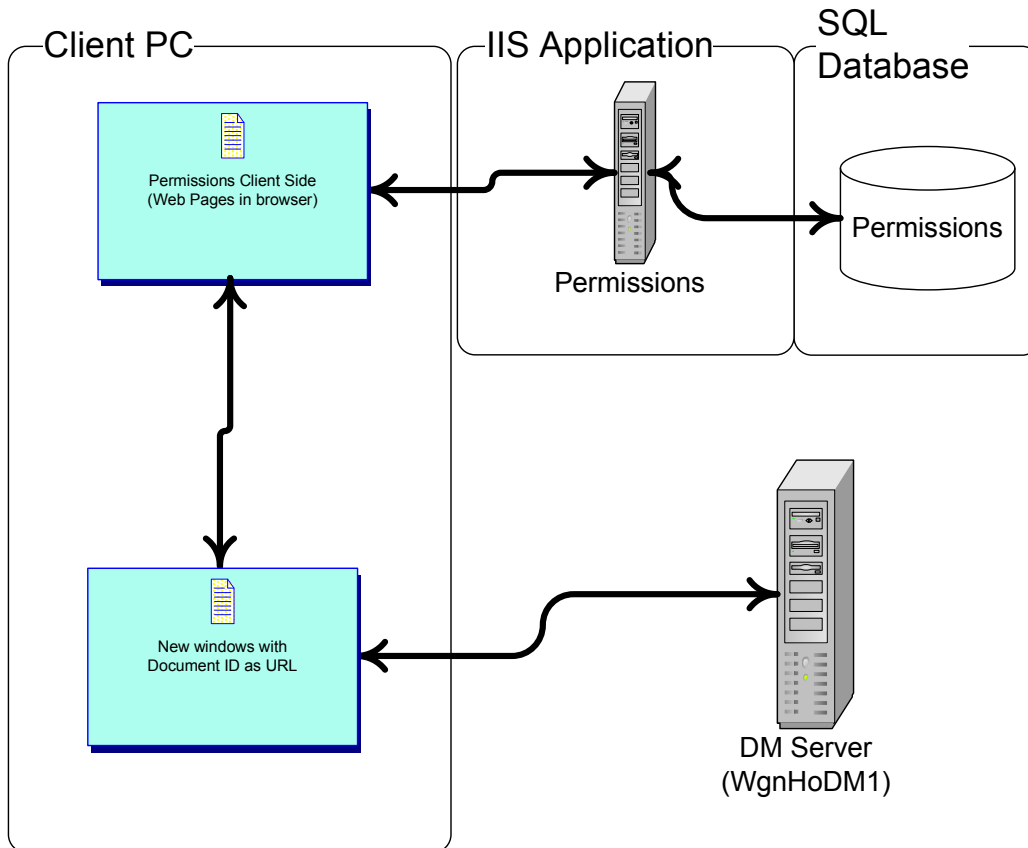 Client PC
IIS Application
SQL
Database
Permissions Client Side
(Web Pages in browser)
Permissions
Permissions
New windows with
Document ID as URL
DM Server
(WgnHoDM1)